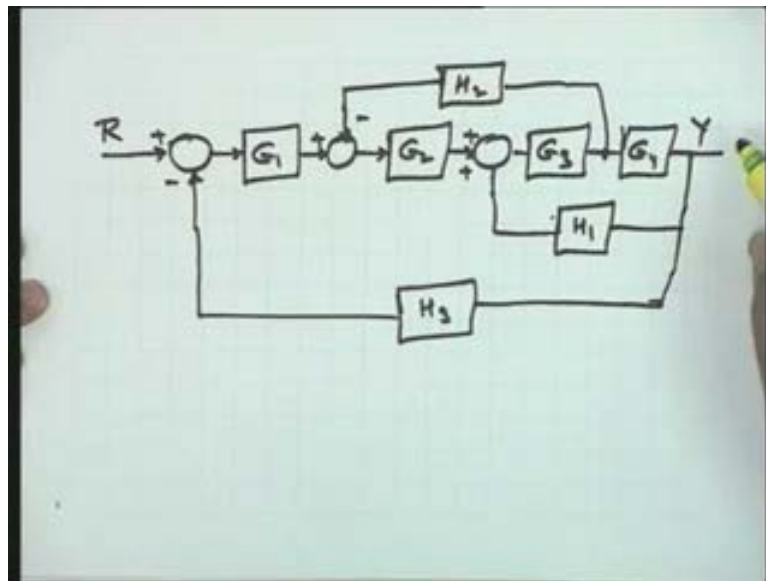 H₂
R + G₁ + - G₂ + G₃ G₄ Y
- +
H₁
H₃